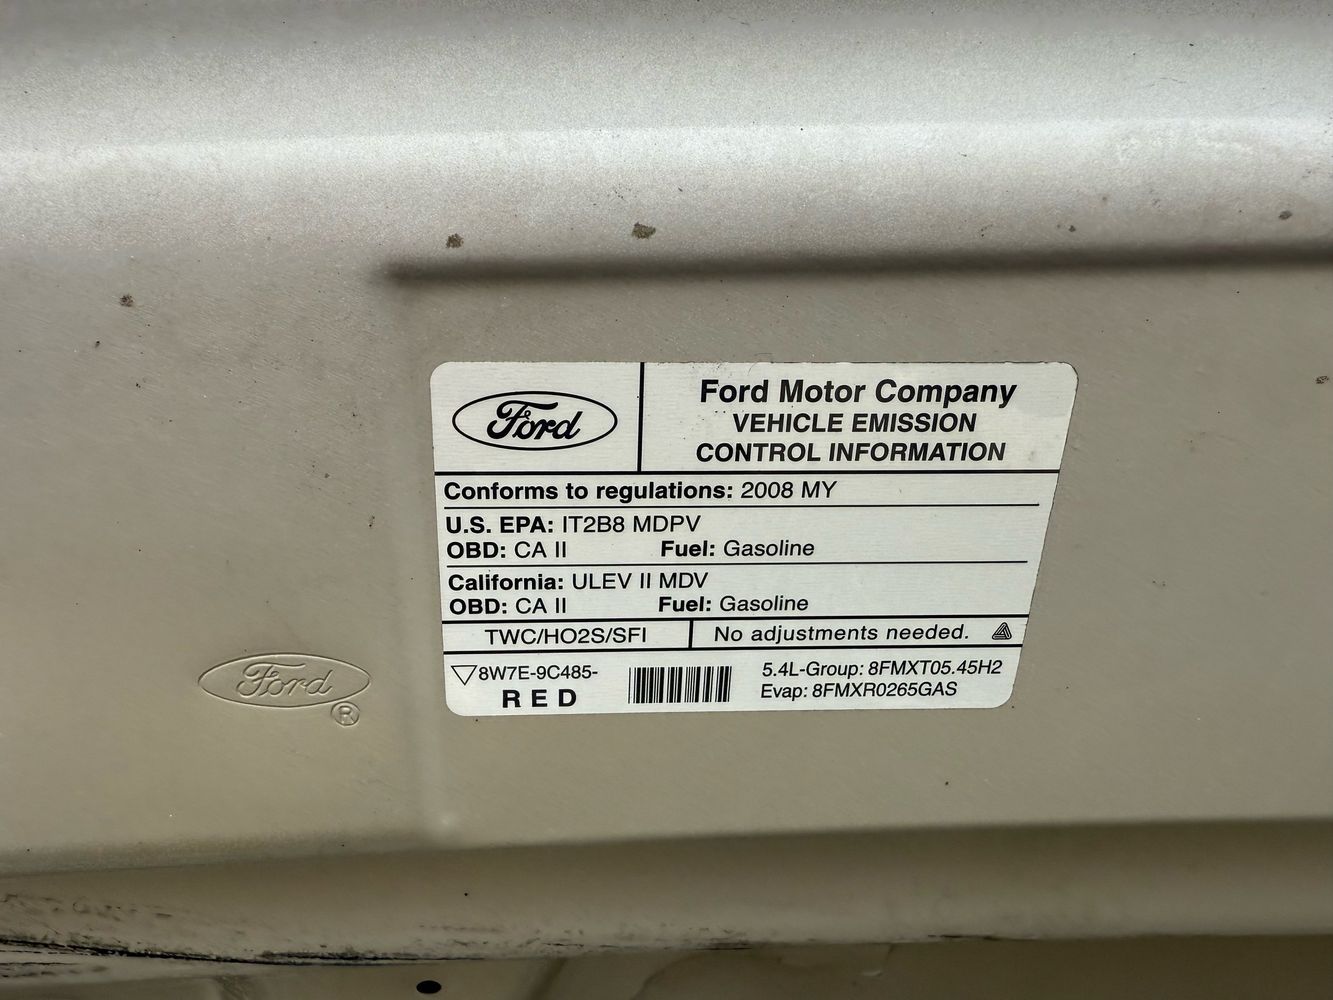 Ford
Ford Motor Company
VEHICLE EMISSION
CONTROL INFORMATION
Conforms to regulations: 2008 MY
U.S. EPA: IT2B8 MDPV
OBD: CA II Fuel: Gasoline
California: ULEV II MDV
OBD: CA II Fuel: Gasoline
TWC/HO2S/SFI No adjustments needed.
8W7E-9C485-
RED
5.4L-Group: 8FMXT05.45H2
Evap: 8FMXR0265GAS
Ford
®